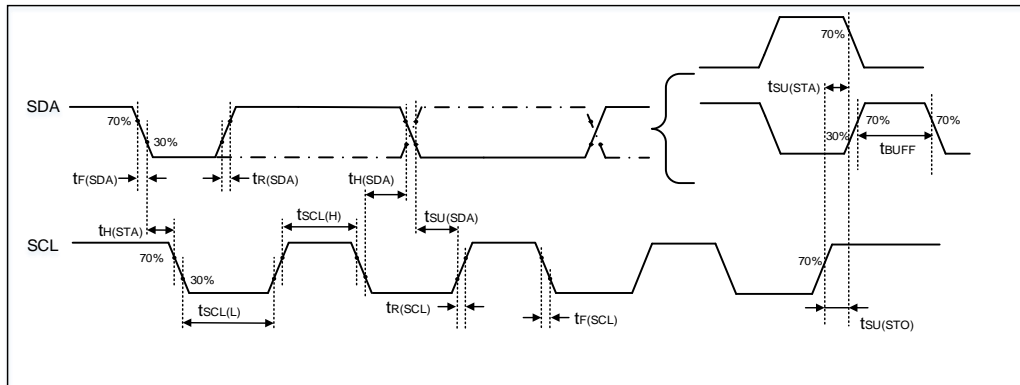 70%
tSU(STA)
SDA
70%
30%
30%
70%
70%
tBUFF
tF(SDA)
tR(SDA)
tH(SDA)
tH(STA)
tSCL(H)
tSU(SDA)
SCL
70%
30%
70%
tSCL(L)
tR(SCL)
tF(SCL)
tSU(STO)